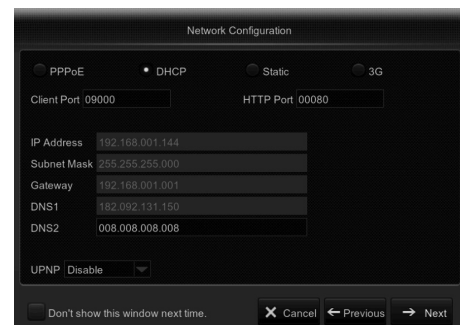 Network Configuration
PPPoE DHCP Static 3G
Client Port 09000 HTTP Port 00080
IP Address 192.168.001.144
Subnet Mask 255.255.255.000
Gateway 192.168.001.001
DNS1 182.092.131.150
DNS2 008.008.008.008
UPNP Disable
Don't show this window next time. Cancel Previous Next